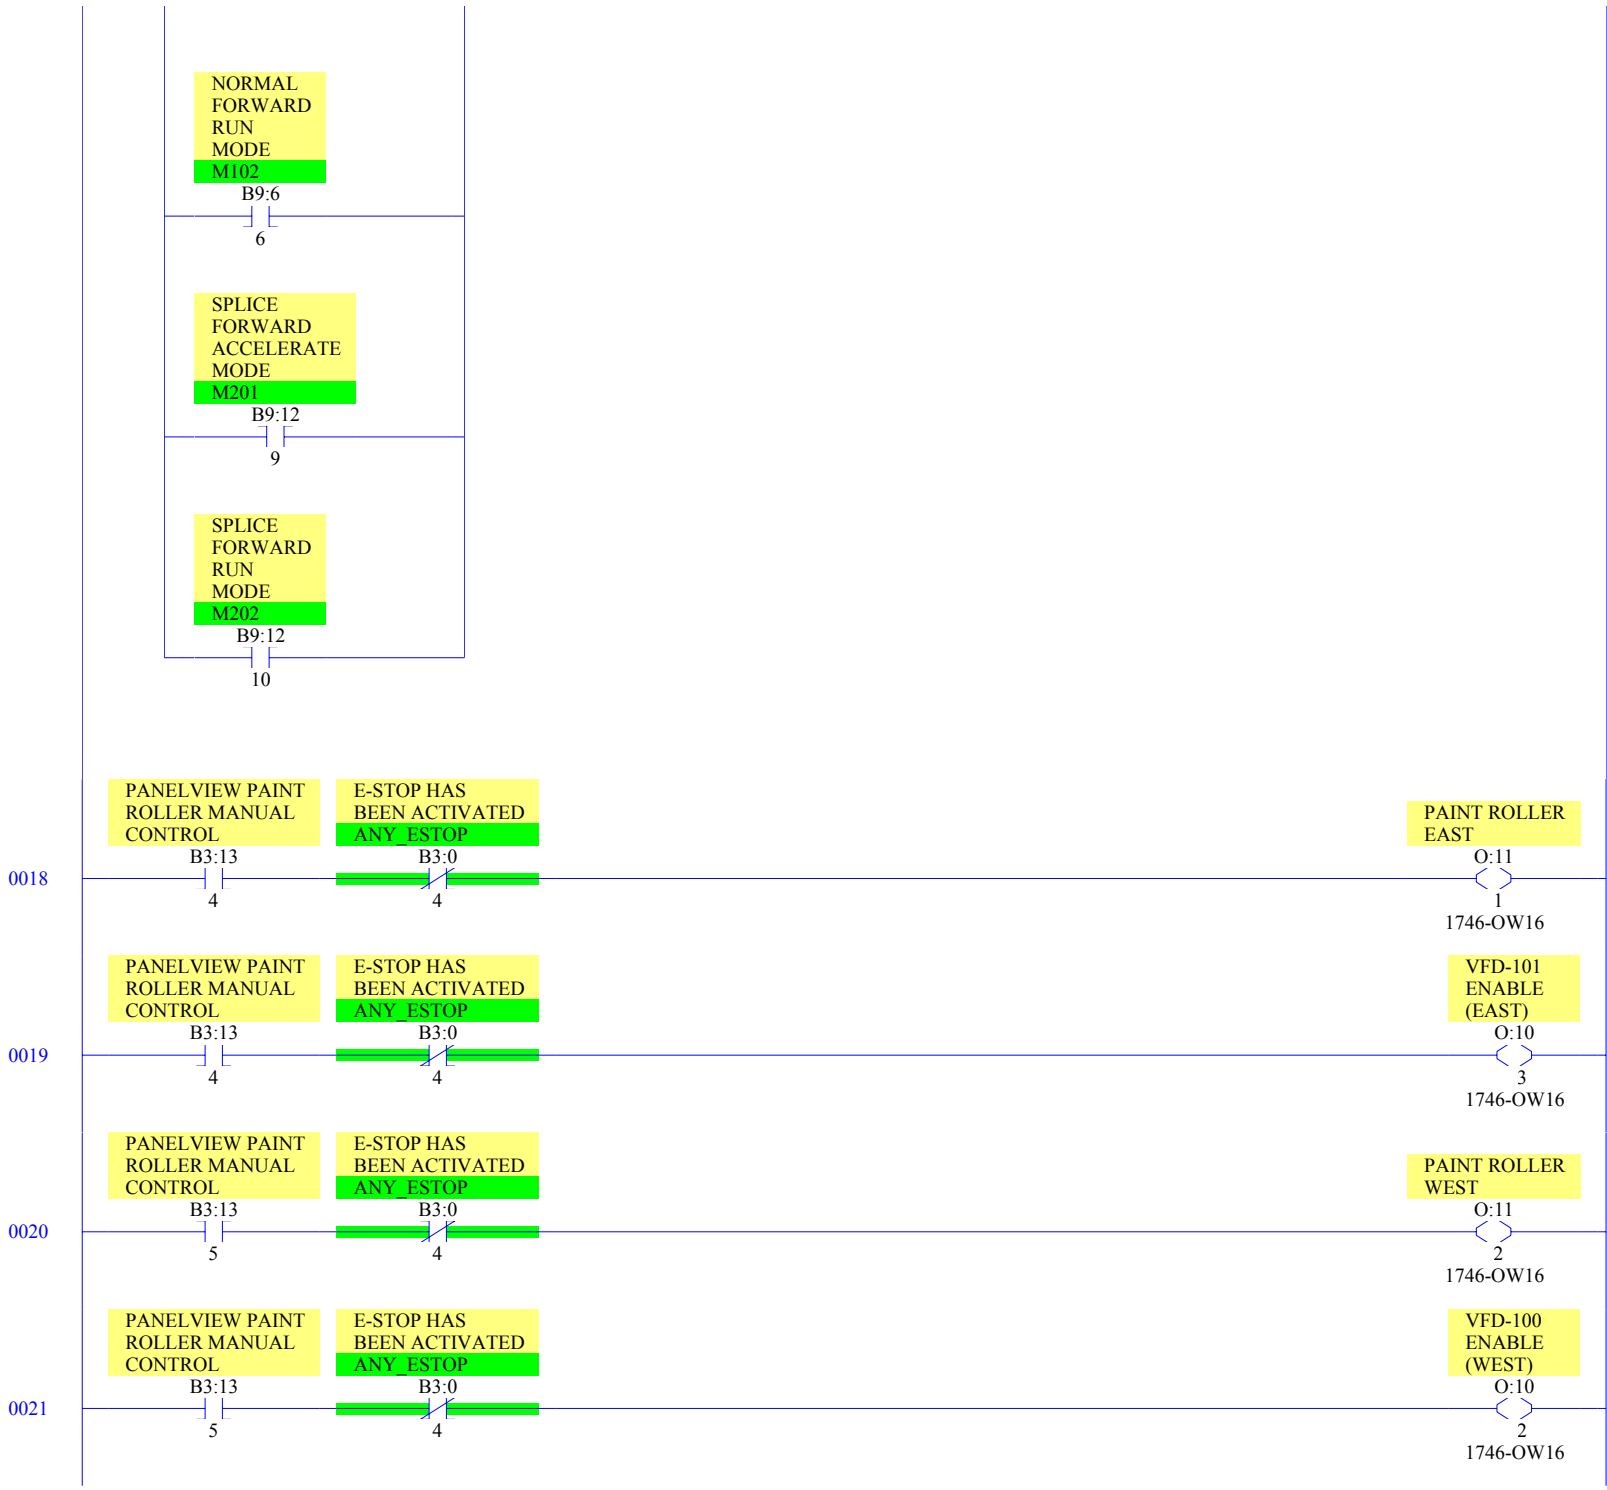 NORMAL
FORWARD
RUN
MODE
M102
B9:6
6
SPLICE
FORWARD
ACCELERATE
MODE
M201
B9:12
9
SPLICE
FORWARD
RUN
MODE
M202
B9:12
10
0018
PANELVIEW PAINT
ROLLER MANUAL
CONTROL
B3:13
4
E-STOP HAS
BEEN ACTIVATED
ANY_ESTOP
B3:0
4
PAINT ROLLER
EAST
O:11
1
1746-OW16
0019
PANELVIEW PAINT
ROLLER MANUAL
CONTROL
B3:13
4
E-STOP HAS
BEEN ACTIVATED
ANY_ESTOP
B3:0
4
VFD-101
ENABLE
(EAST)
O:10
3
1746-OW16
0020
PANELVIEW PAINT
ROLLER MANUAL
CONTROL
B3:13
5
E-STOP HAS
BEEN ACTIVATED
ANY_ESTOP
B3:0
4
PAINT ROLLER
WEST
O:11
2
1746-OW16
0021
PANELVIEW PAINT
ROLLER MANUAL
CONTROL
B3:13
5
E-STOP HAS
BEEN ACTIVATED
ANY_ESTOP
B3:0
4
VFD-100
ENABLE
(WEST)
O:10
2
1746-OW16